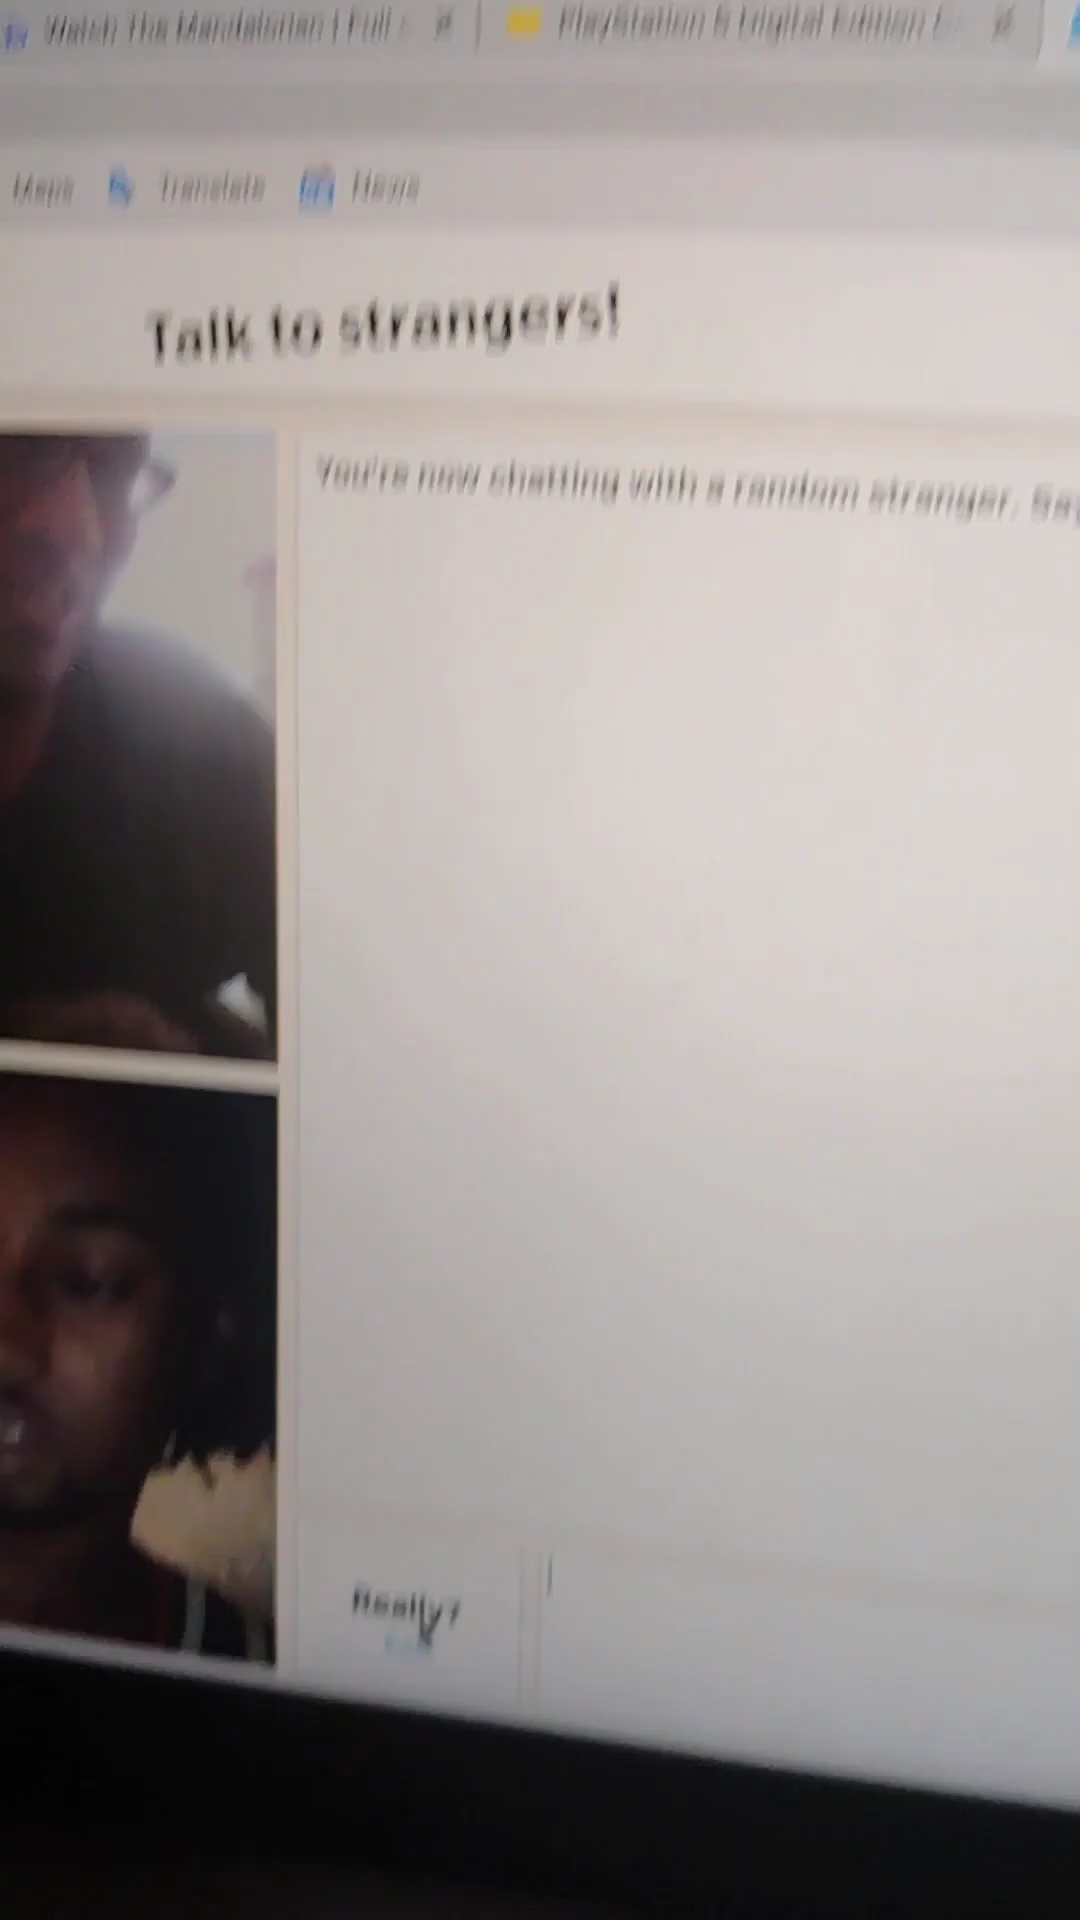 Watch The Mandalorian | Full
PlayStation 5 Digital Edition
Maps
Translate
News
Talk to strangers!
You're now chatting with a random stranger. Say
Really?